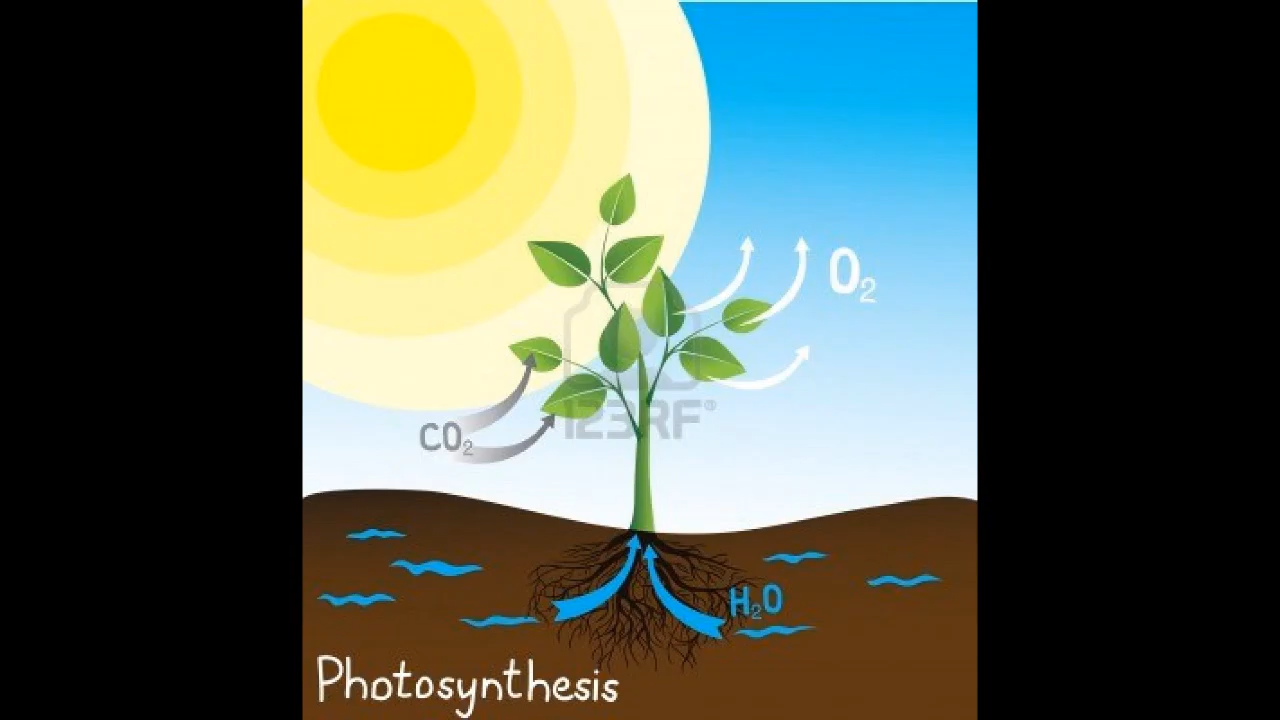 O₂
CO₂
123RF®
H₂O
Photosynthesis